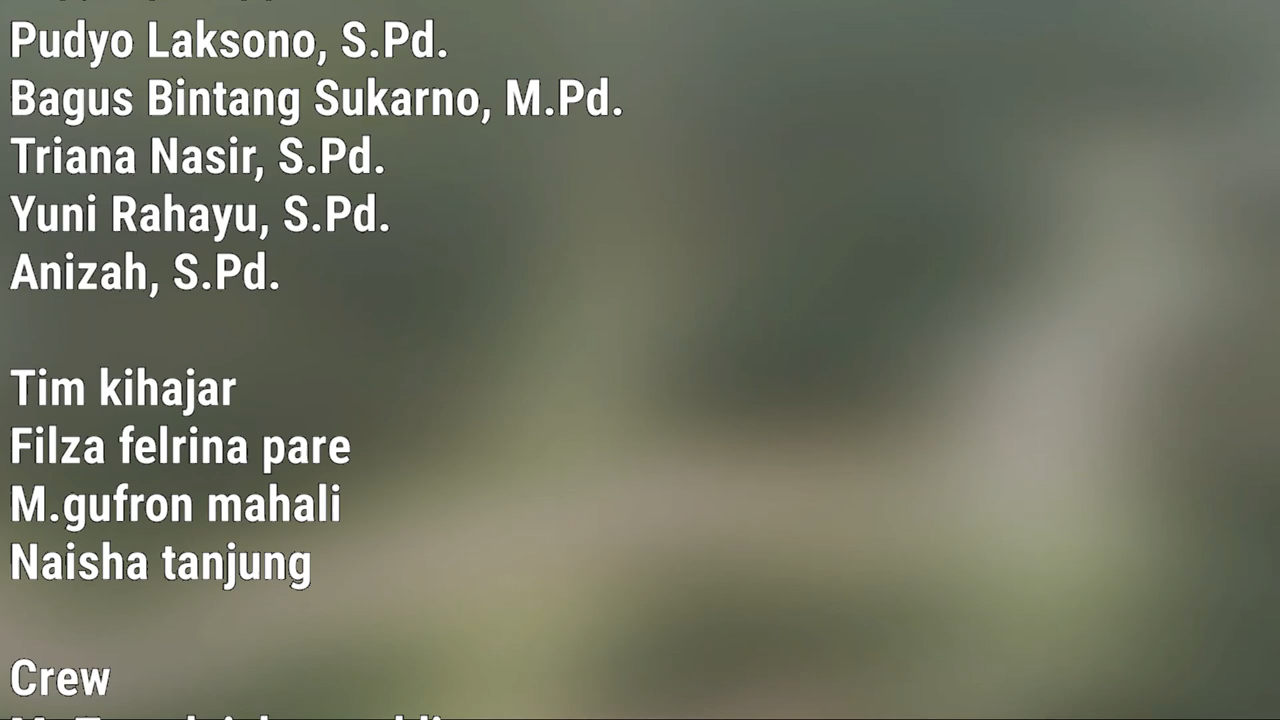 Pudyo Laksono, S.Pd.
Bagus Bintang Sukarno, M.Pd.
Triana Nasir, S.Pd.
Yuni Rahayu, S.Pd.
Anizah, S.Pd.
Tim kihajar
Filza felrina pare
M.gufron mahali
Naisha tanjung
Crew